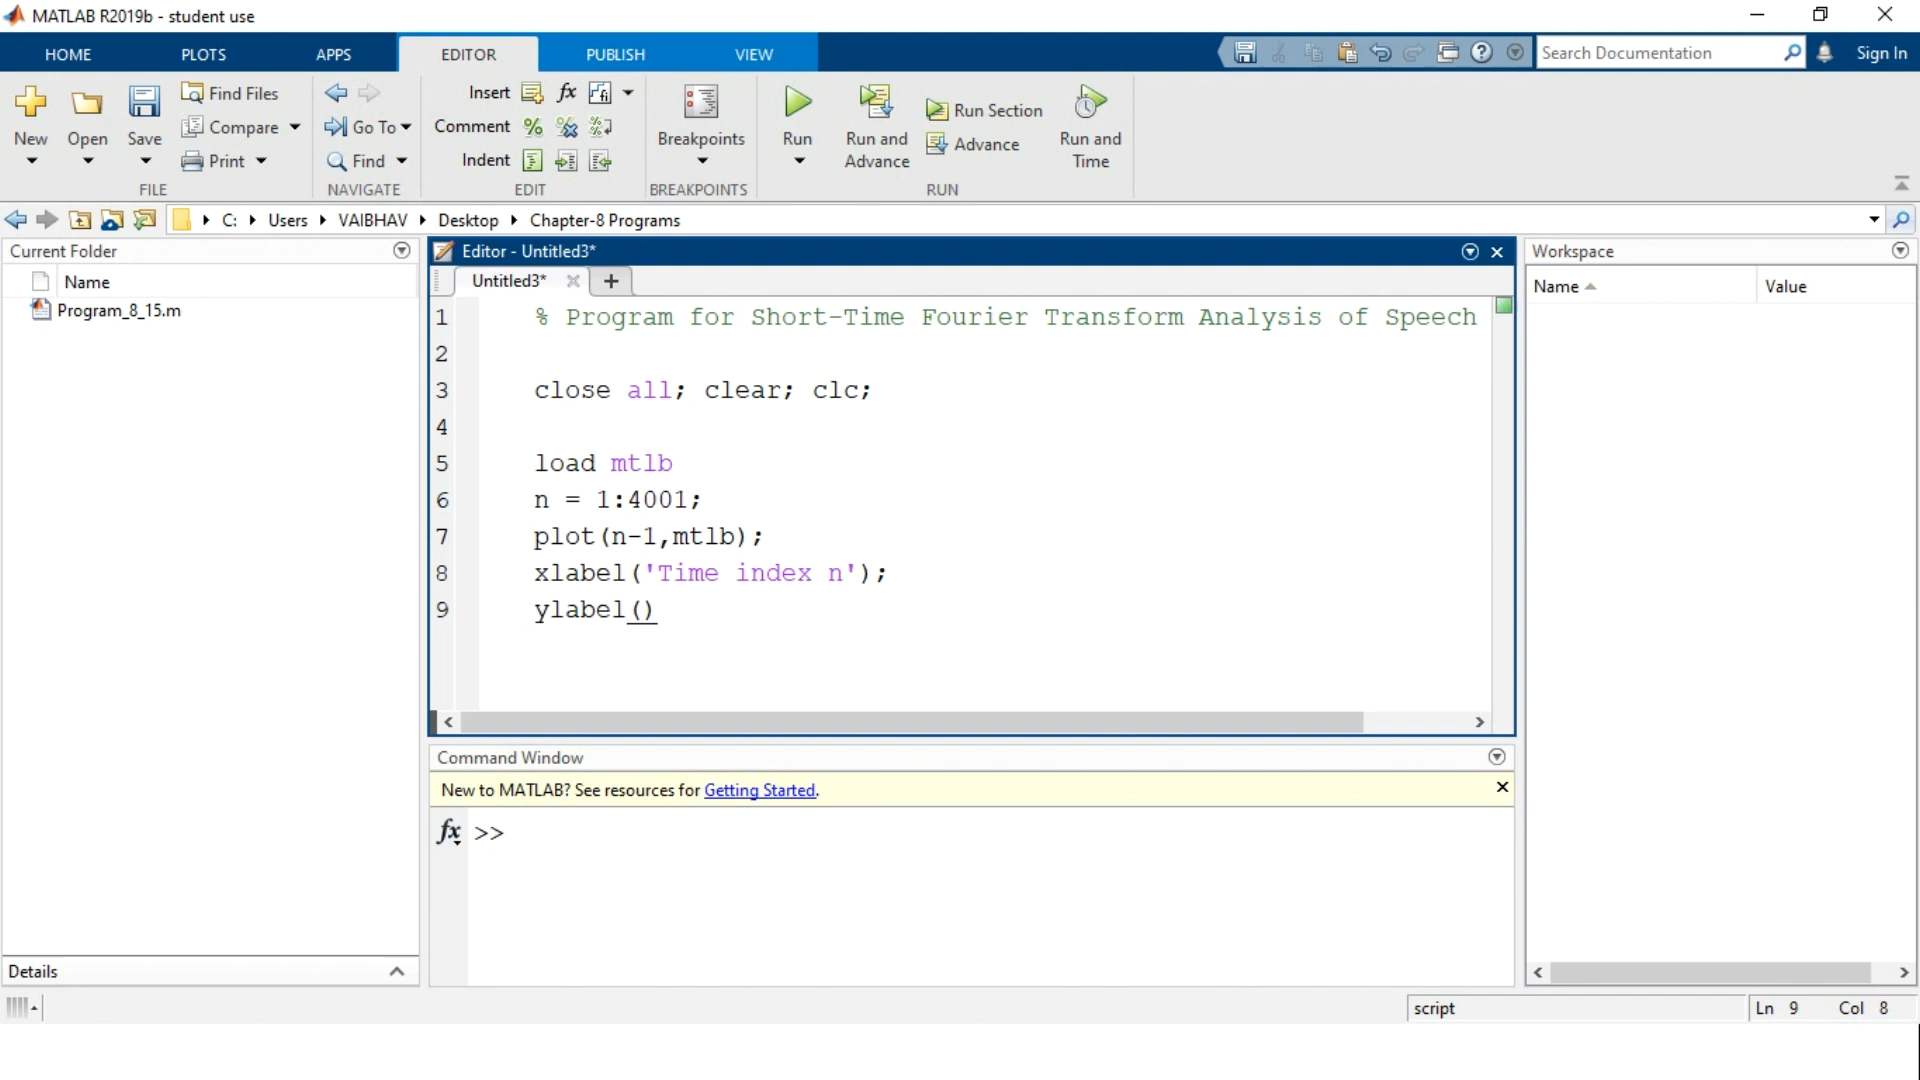 MATLAB R2019b - student use
HOME PLOTS APPS EDITOR PUBLISH VIEW Search Documentation Sign In
New Open Save Find Files Compare Print FILE
Go To Find NAVIGATE
Insert fx Comment Indent EDIT
Breakpoints BREAKPOINTS
Run Run and Advance Run Section Advance Run and Time RUN
C: Users VAIBHAV Desktop Chapter-8 Programs
Current Folder
Name
Program_8_15.m
Details
Editor - Untitled3*
Untitled3*
1 % Program for Short-Time Fourier Transform Analysis of Speech
2
3 close all; clear; clc;
4
5 load mtlb
6 n = 1:4001;
7 plot(n-1,mtlb);
8 xlabel('Time index n');
9 ylabel()
Command Window
New to MATLAB? See resources for Getting Started.
fx >>
Workspace
Name Value
script Ln 9 Col 8